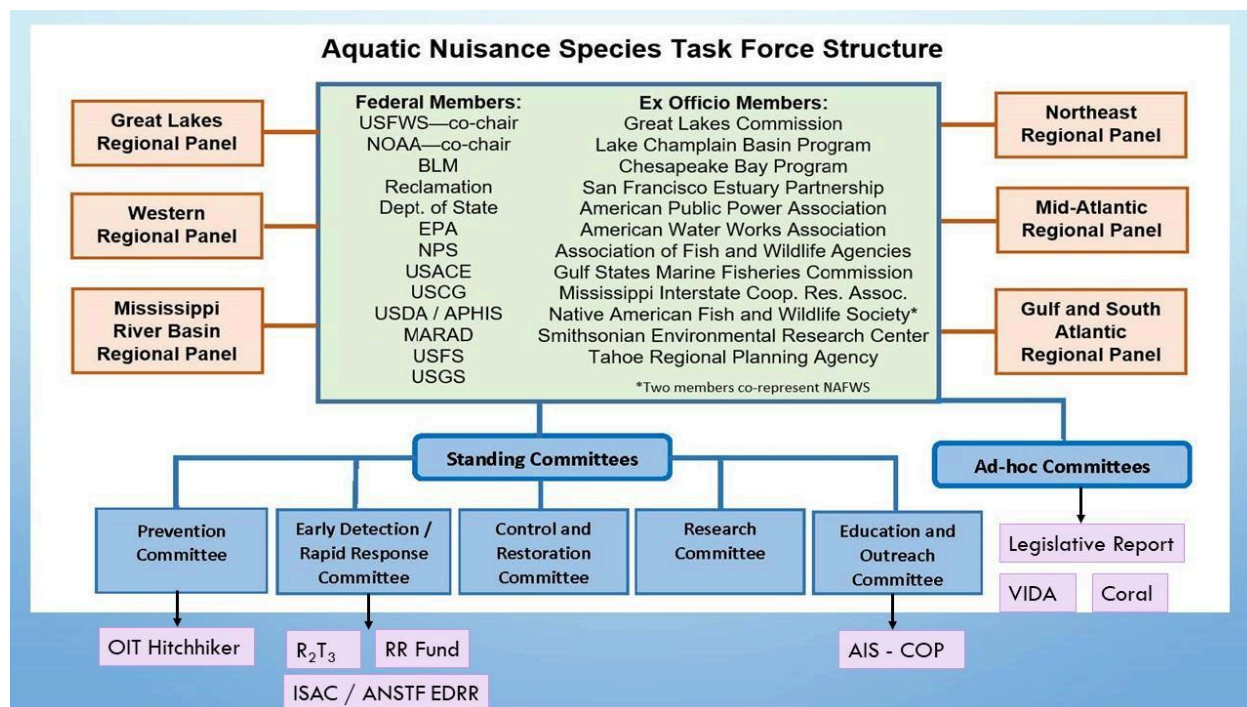 Aquatic Nuisance Species Task Force Structure
Great Lakes
Regional Panel
Western
Regional Panel
Mississippi
River Basin
Regional Panel
Federal Members:
USFWS—co-chair
NOAA—co-chair
BLM
Reclamation
Dept. of State
EPA
NPS
USACE
USCG
USDA / APHIS
MARAD
USFS
USGS
Ex Officio Members:
Great Lakes Commission
Lake Champlain Basin Program
Chesapeake Bay Program
San Francisco Estuary Partnership
American Public Power Association
American Water Works Association
Association of Fish and Wildlife Agencies
Gulf States Marine Fisheries Commission
Mississippi Interstate Coop. Res. Assoc.
Native American Fish and Wildlife Society*
Smithsonian Environmental Research Center
Tahoe Regional Planning Agency
*Two members co-represent NAFWS
Northeast
Regional Panel
Mid-Atlantic
Regional Panel
Gulf and South
Atlantic
Regional Panel
Standing Committees
Ad-hoc Committees
Prevention
Committee
Early Detection /
Rapid Response
Committee
Control and
Restoration
Committee
Research
Committee
Education and
Outreach
Committee
Legislative Report
VIDA
Coral
OIT Hitchhiker
R₂T₃
RR Fund
ISAC / ANSTF EDRR
AIS - COP